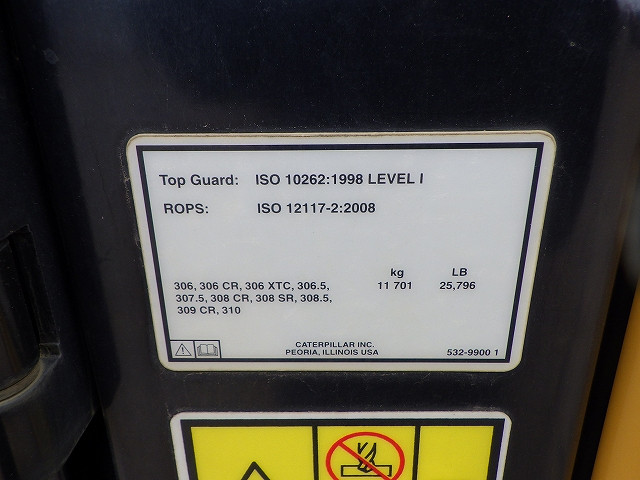 Top Guard: ISO 10262:1998 LEVEL I
ROPS: ISO 12117-2:2008
kg LB
306, 306 CR, 306 XTC, 306.5, 11 701 25,796
307.5, 308 CR, 308 SR, 308.5,
309 CR, 310
CATERPILLAR INC.
PEORIA, ILLINOIS USA 532-9900 1